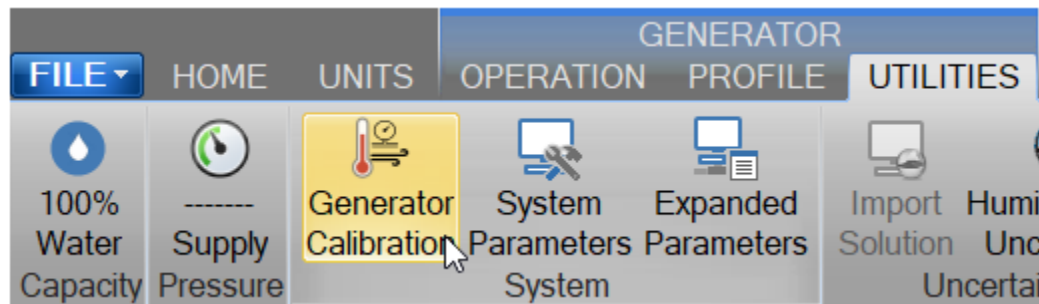 GENERATOR
FILE HOME UNITS OPERATION PROFILE UTILITIES
100% ------- Generator System Expanded Import
Water Supply Calibration Parameters Parameters Solution
Capacity Pressure System